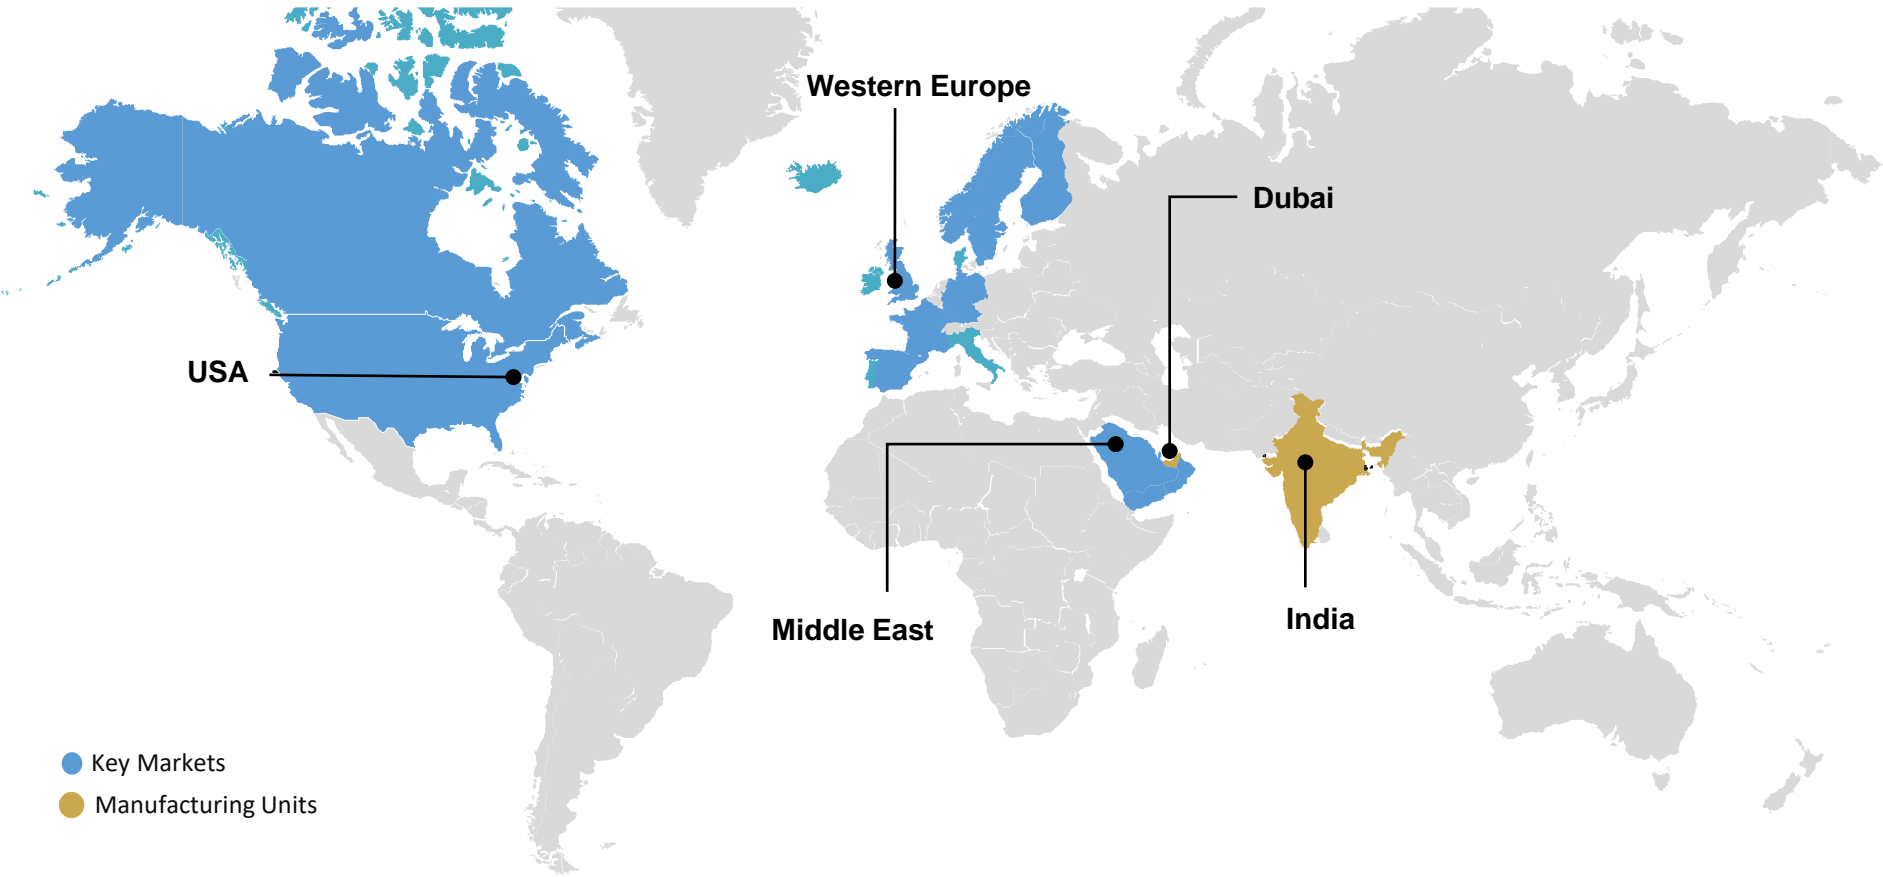 Western Europe
Dubai
USA
India
Middle East
Key Markets
Manufacturing Units